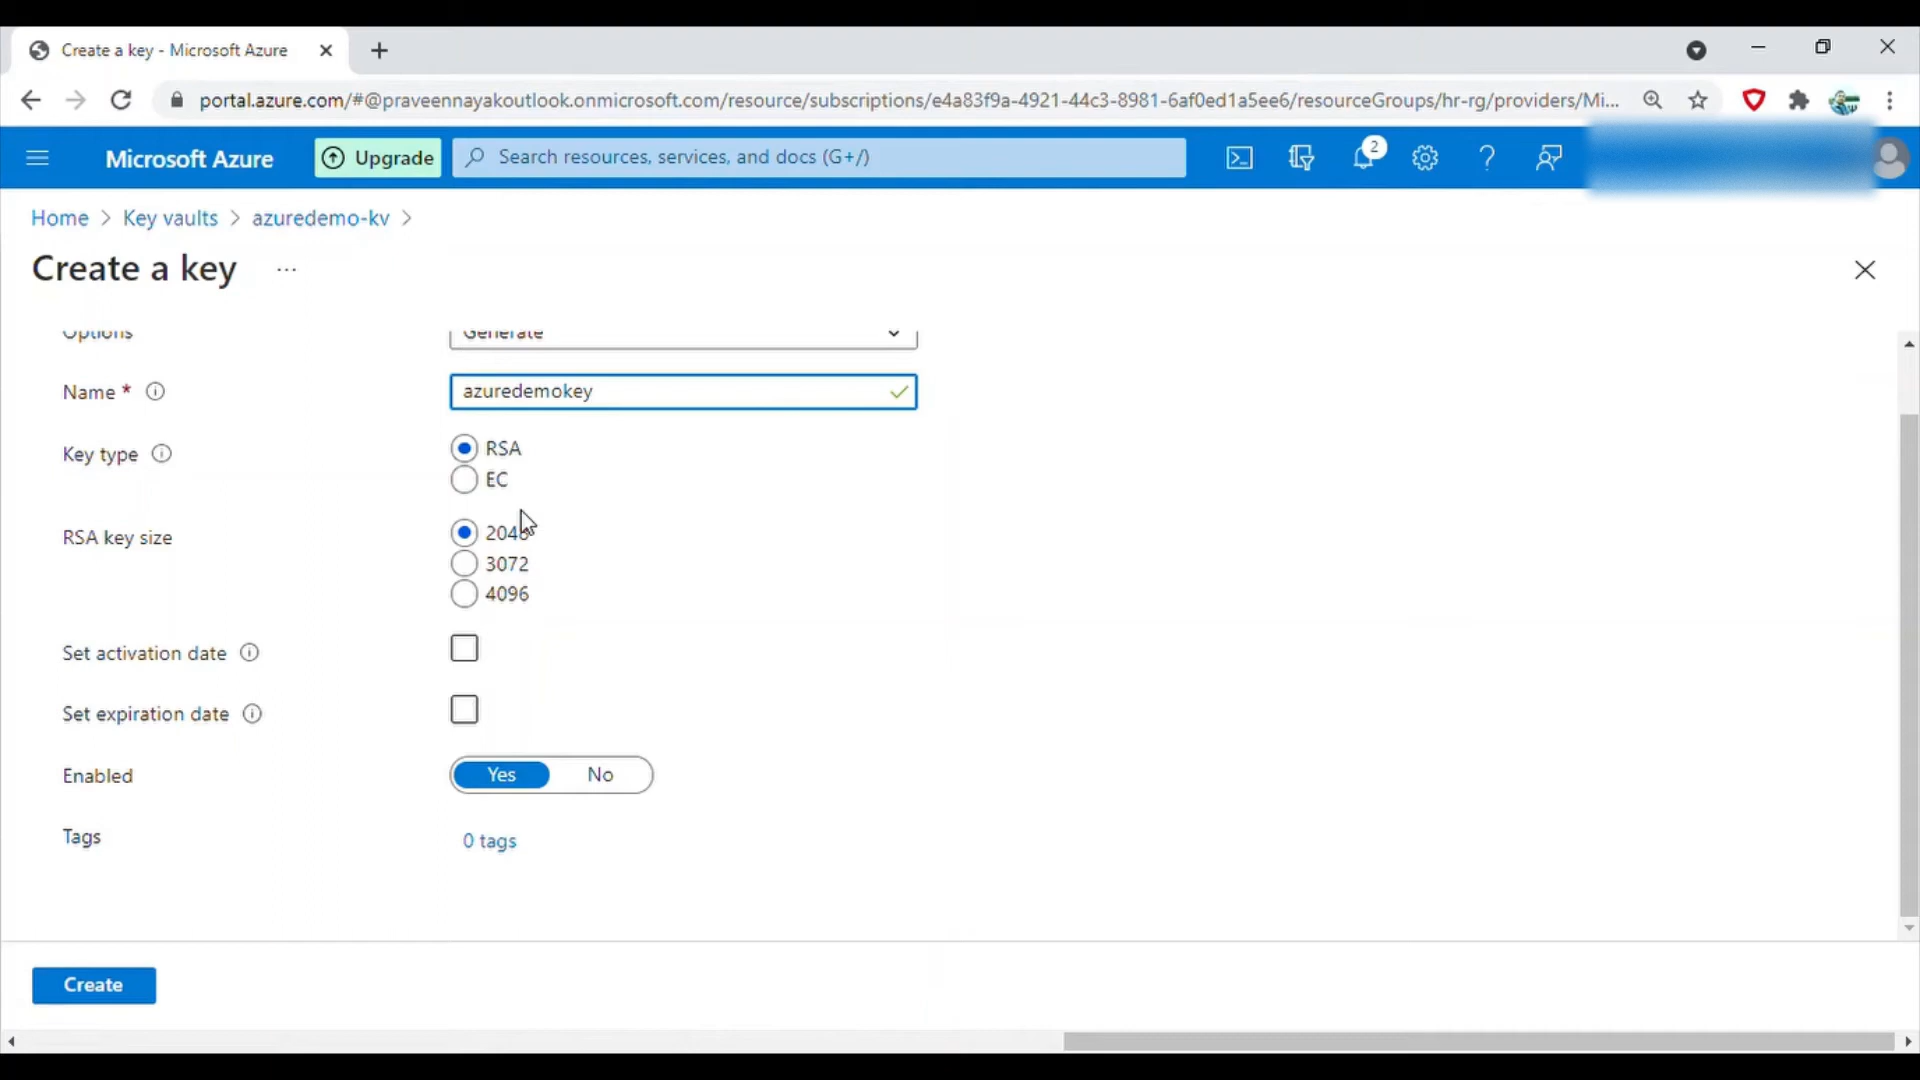 Create a key - Microsoft Azure
portal.azure.com/#@praveennayakoutlook.onmicrosoft.com/resource/subscriptions/e4a83f9a-4921-44c3-8981-6af0ed1a5ee6/resourceGroups/hr-rg/providers/Mi...
Microsoft Azure
Upgrade
Search resources, services, and docs (G+/)
2
Home > Key vaults > azuredemo-kv >
Create a key ...
Options Generate
Name * azuredemokey
Key type RSA
EC
RSA key size 2048
3072
4096
Set activation date
Set expiration date
Enabled Yes No
Tags 0 tags
Create